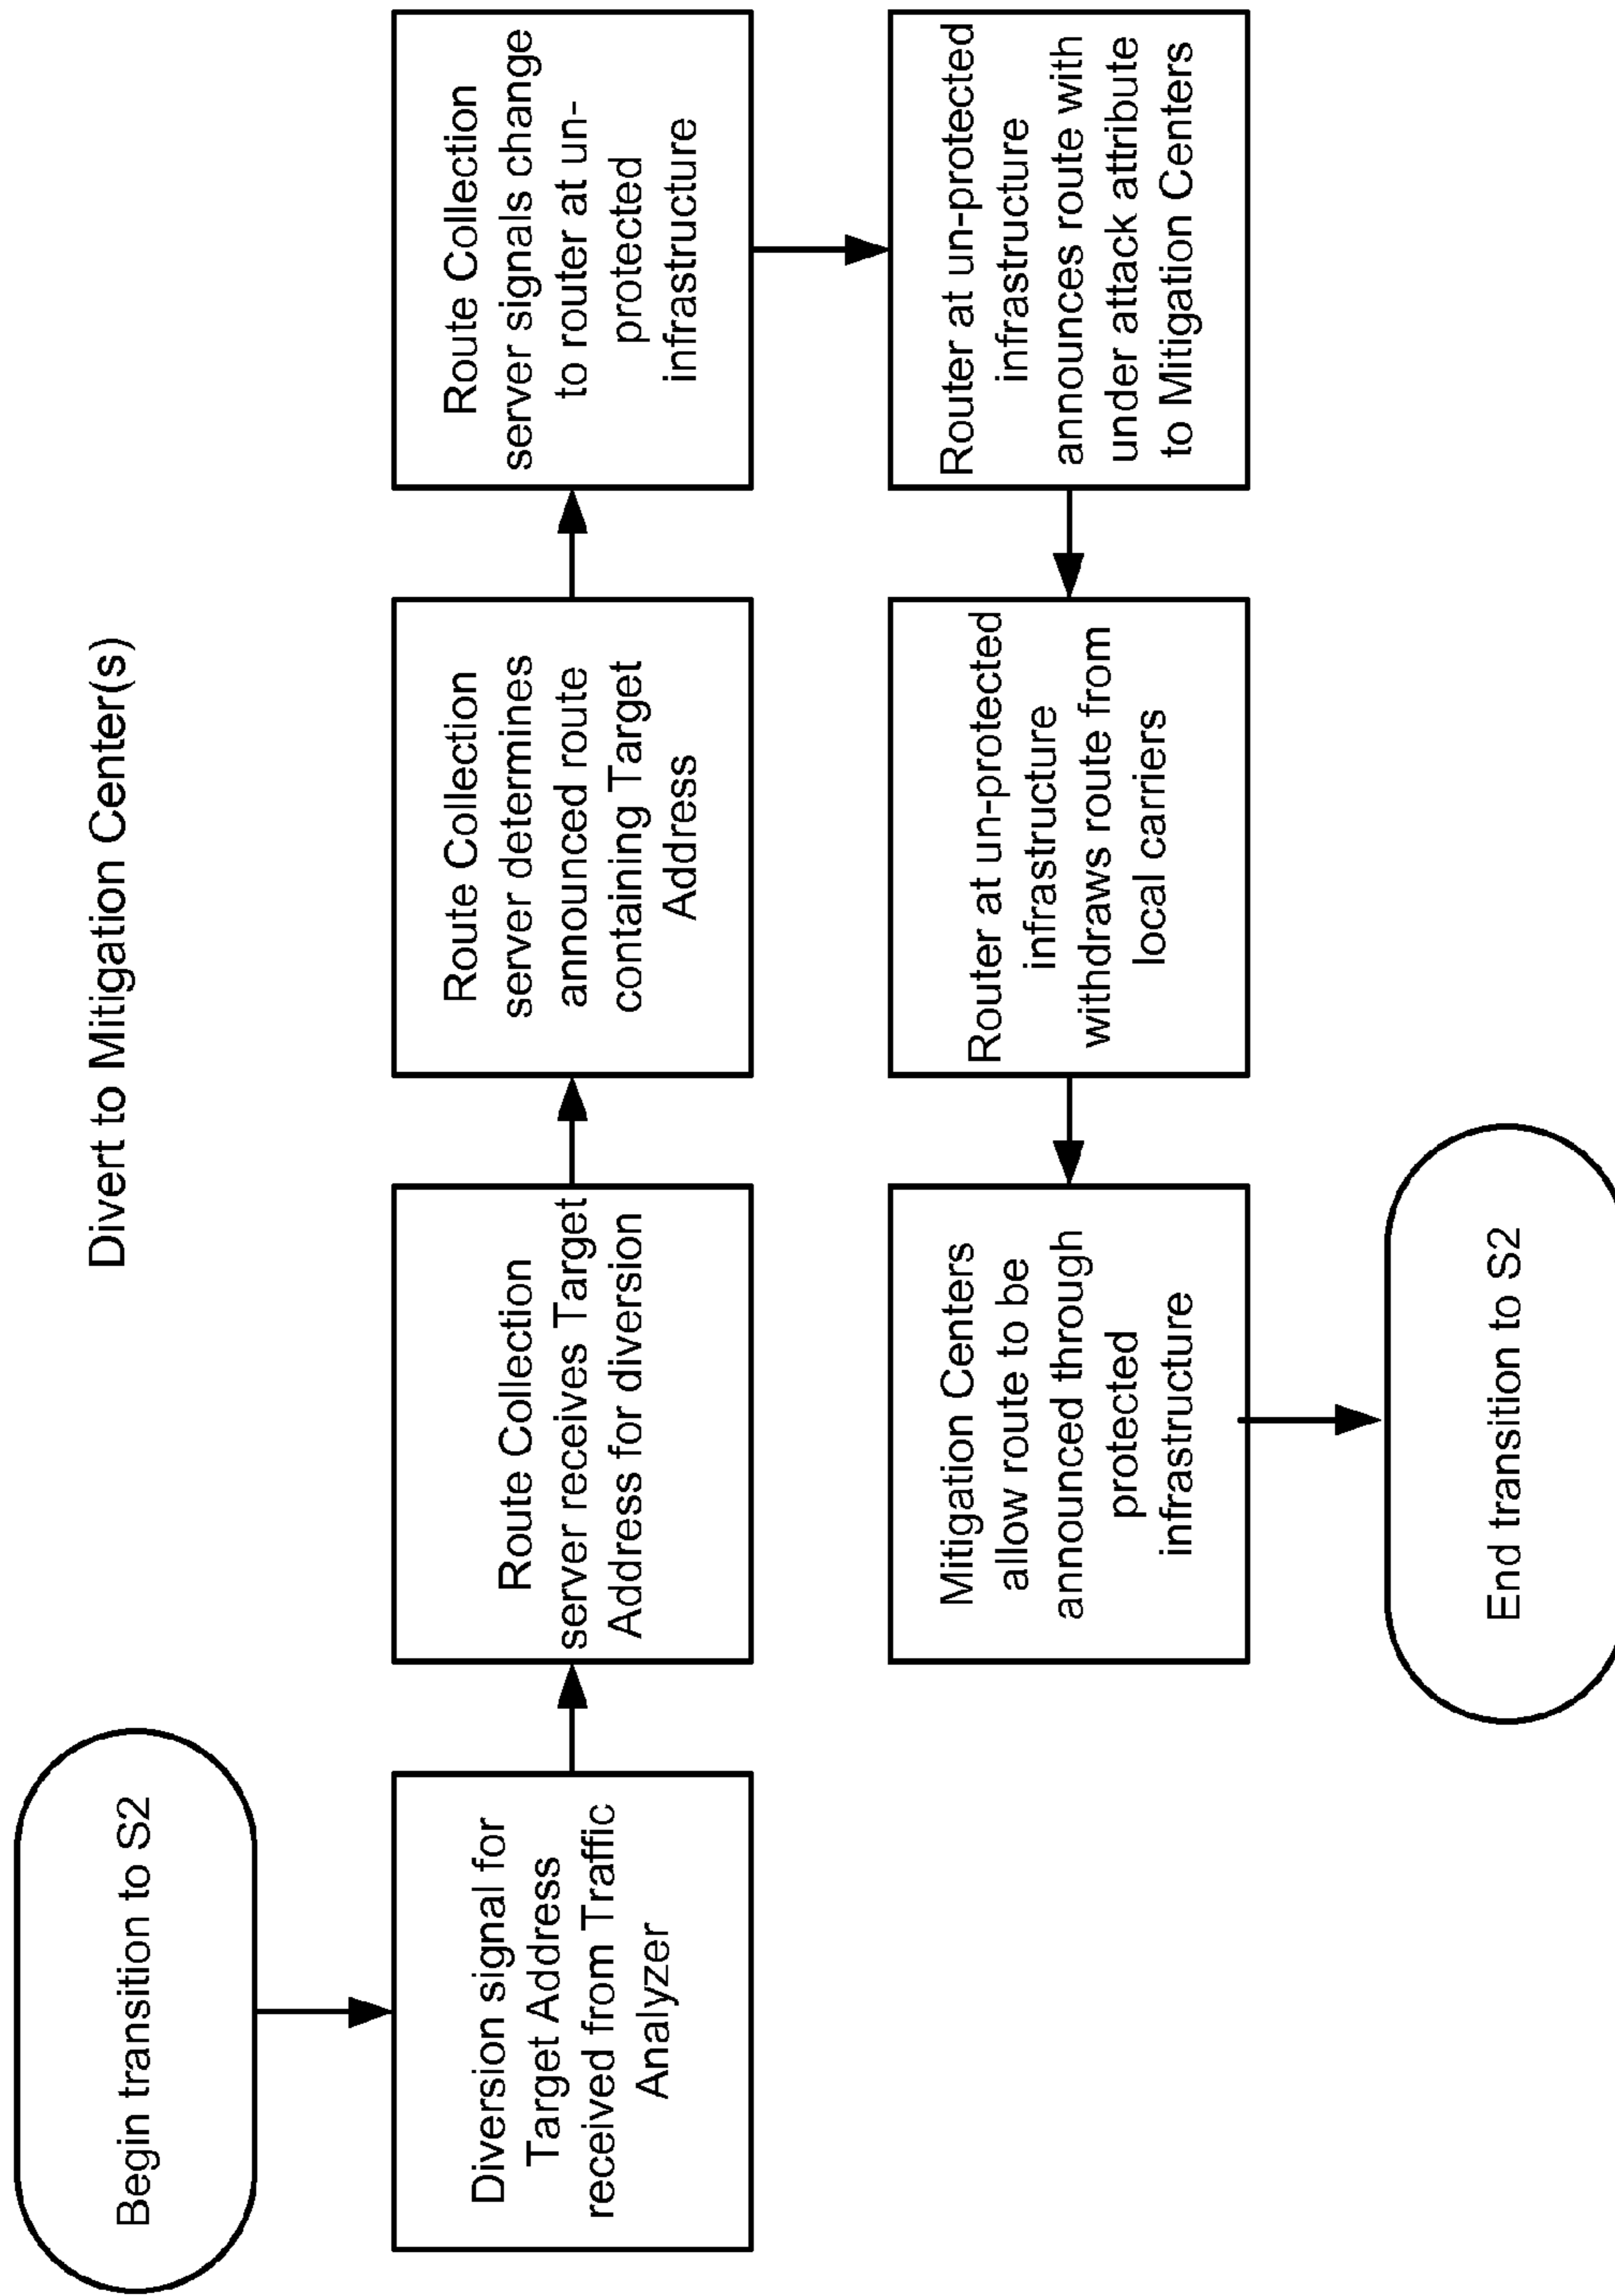 Divert to Mitigation Center(s)
Begin transition to S2
Diversion signal for
Target Address
received from Traffic
Analyzer
Route Collection
server receives Target
Address for diversion
Route Collection
server determines
announced route
containing Target
Address
Route Collection
server signals change
to router at un-
protected
infrastructure
Router at un-protected
infrastructure
announces route with
under attack attribute
to Mitigation Centers
Router at un-protected
infrastructure
withdraws route from
local carriers
Mitigation Centers
allow route to be
announced through
protected
infrastructure
End transition to S2